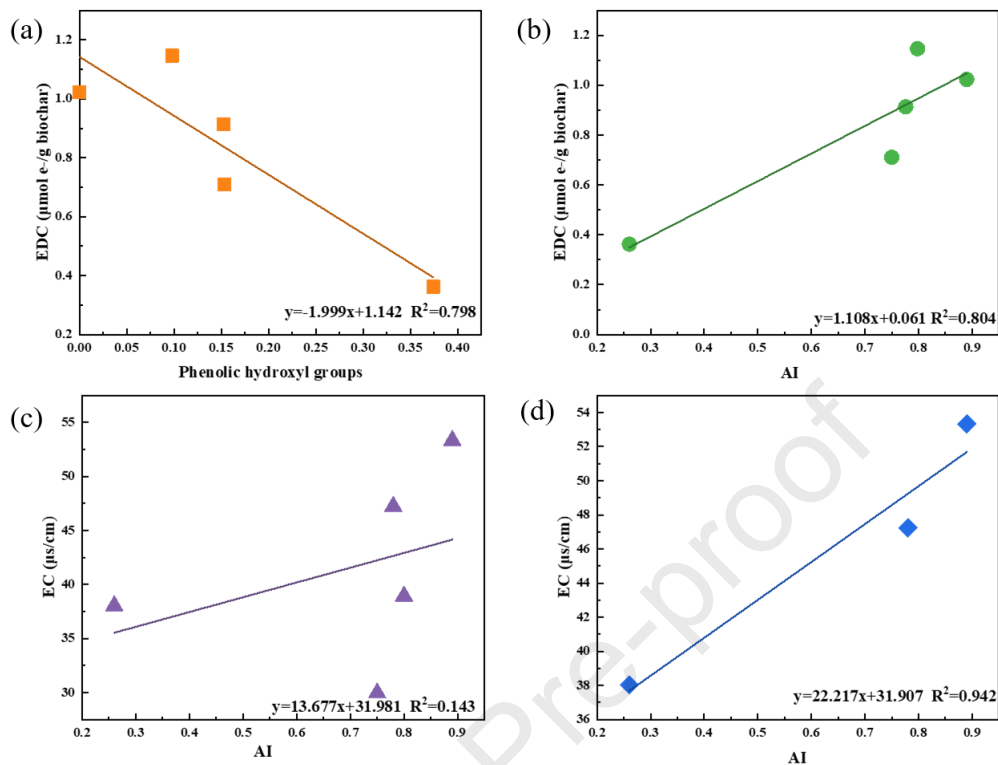 (a)
1.2
1.0
0.8
0.6
0.4
0.2
EDC (μmol e-/g biochar)
y=-1.999x+1.142 R²=0.798
0.00 0.05 0.10 0.15 0.20 0.25 0.30 0.35 0.40
Phenolic hydroxyl groups
(b)
1.2
1.0
0.8
0.6
0.4
0.2
0.0
EDC (μmol e-/g biochar)
y=1.108x+0.061 R²=0.804
0.2 0.3 0.4 0.5 0.6 0.7 0.8 0.9
AI
(c)
55
50
45
40
35
30
EC (μs/cm)
y=13.677x+31.981 R²=0.143
0.2 0.3 0.4 0.5 0.6 0.7 0.8 0.9
AI
(d)
54
52
50
48
46
44
42
40
38
36
EC (μs/cm)
y=22.217x+31.907 R²=0.942
0.2 0.3 0.4 0.5 0.6 0.7 0.8 0.9
AI
Pre-proof